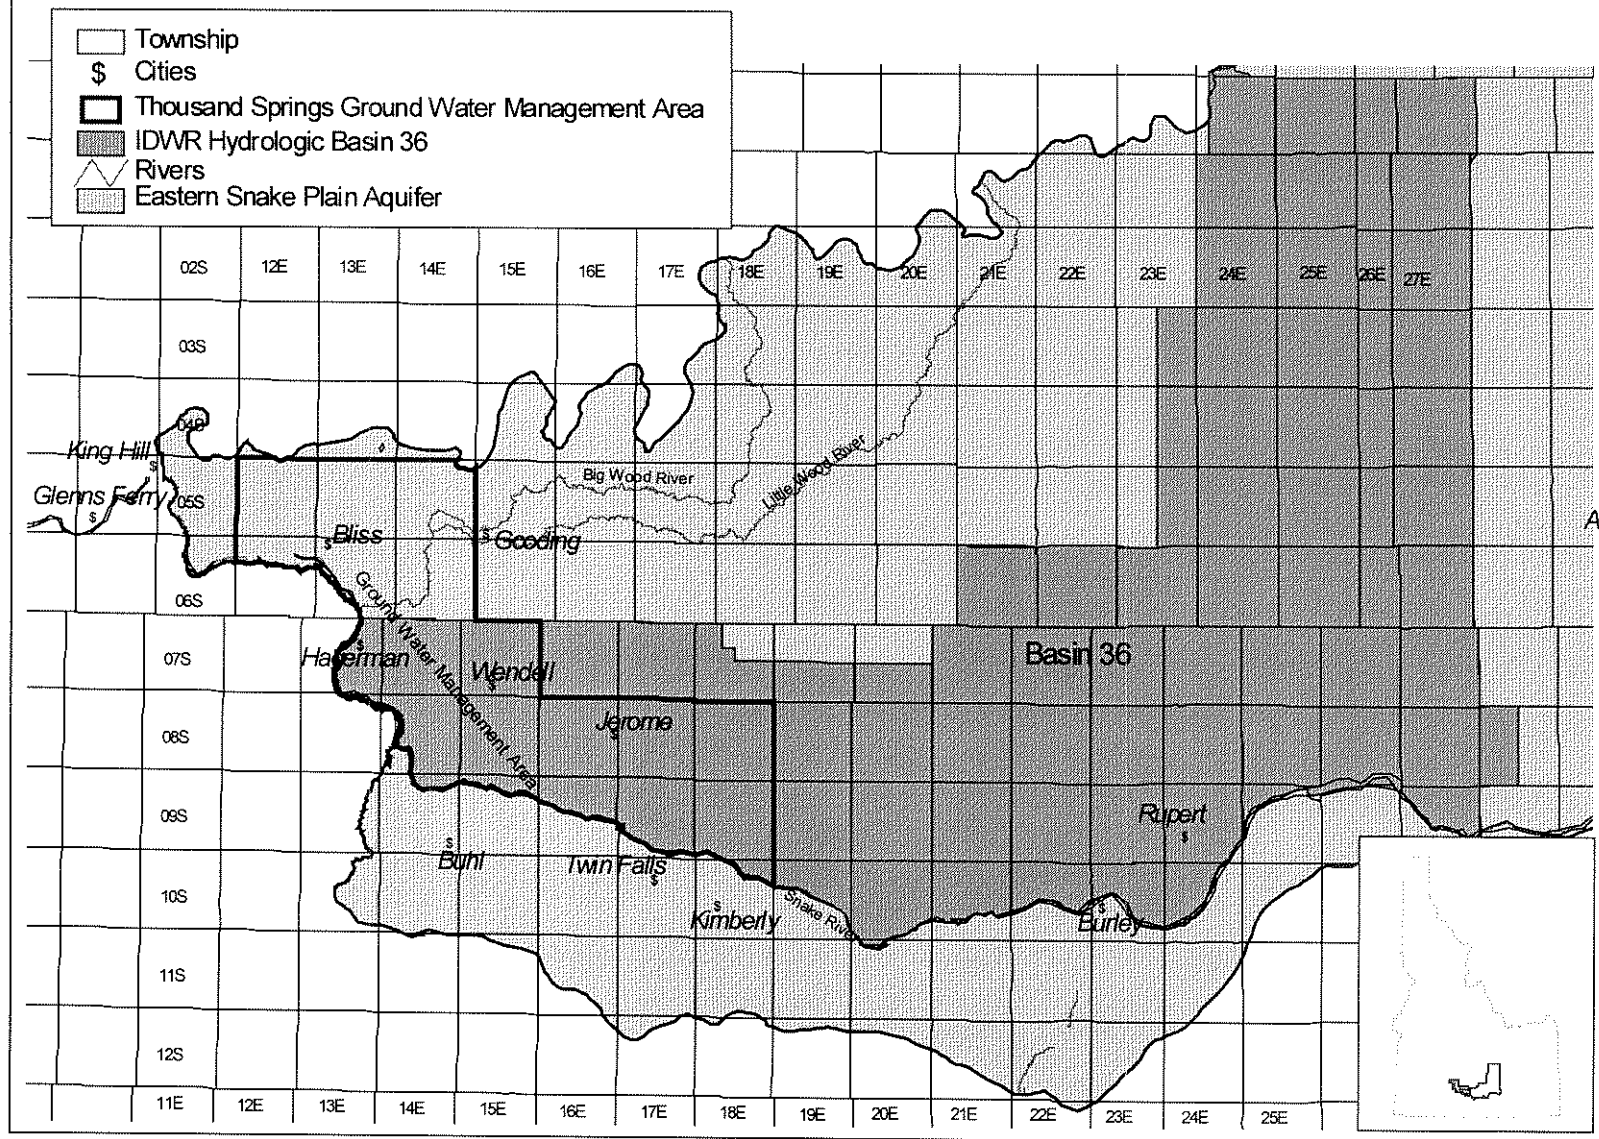 Township
$ Cities
Thousand Springs Ground Water Management Area
IDWR Hydrologic Basin 36
Rivers
Eastern Snake Plain Aquifer
02S 12E 13E 14E 15E 16E 17E 18E 19E 20E 21E 22E 23E 24E 25E 26E 27E
03S
04S
King Hill
$
Big Wood River
Little Wood River
Glenns Ferry
$
05S
A
$ Bliss
$ Gooding
Ground Water Management Area
06S
07S
Hagerman
$
Wendell
$
Basin 36
08S
Jerome
$
09S
Rupert
$
$
Buhl
Twin Falls
$
10S
$
Kimberly
Snake River
$
Burley
11S
12S
11E 12E 13E 14E 15E 16E 17E 18E 19E 20E 21E 22E 23E 24E 25E